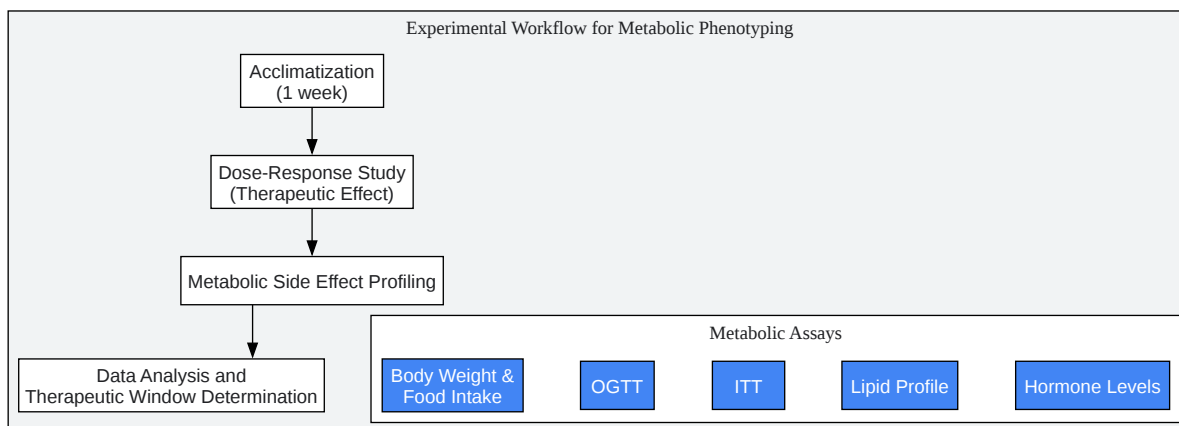 Experimental Workflow for Metabolic Phenotyping
Acclimatization
(1 week)
Dose-Response Study
(Therapeutic Effect)
Metabolic Side Effect Profiling
Data Analysis and
Therapeutic Window Determination
Metabolic Assays
Body Weight &
Food Intake
OGTT
ITT
Lipid Profile
Hormone Levels